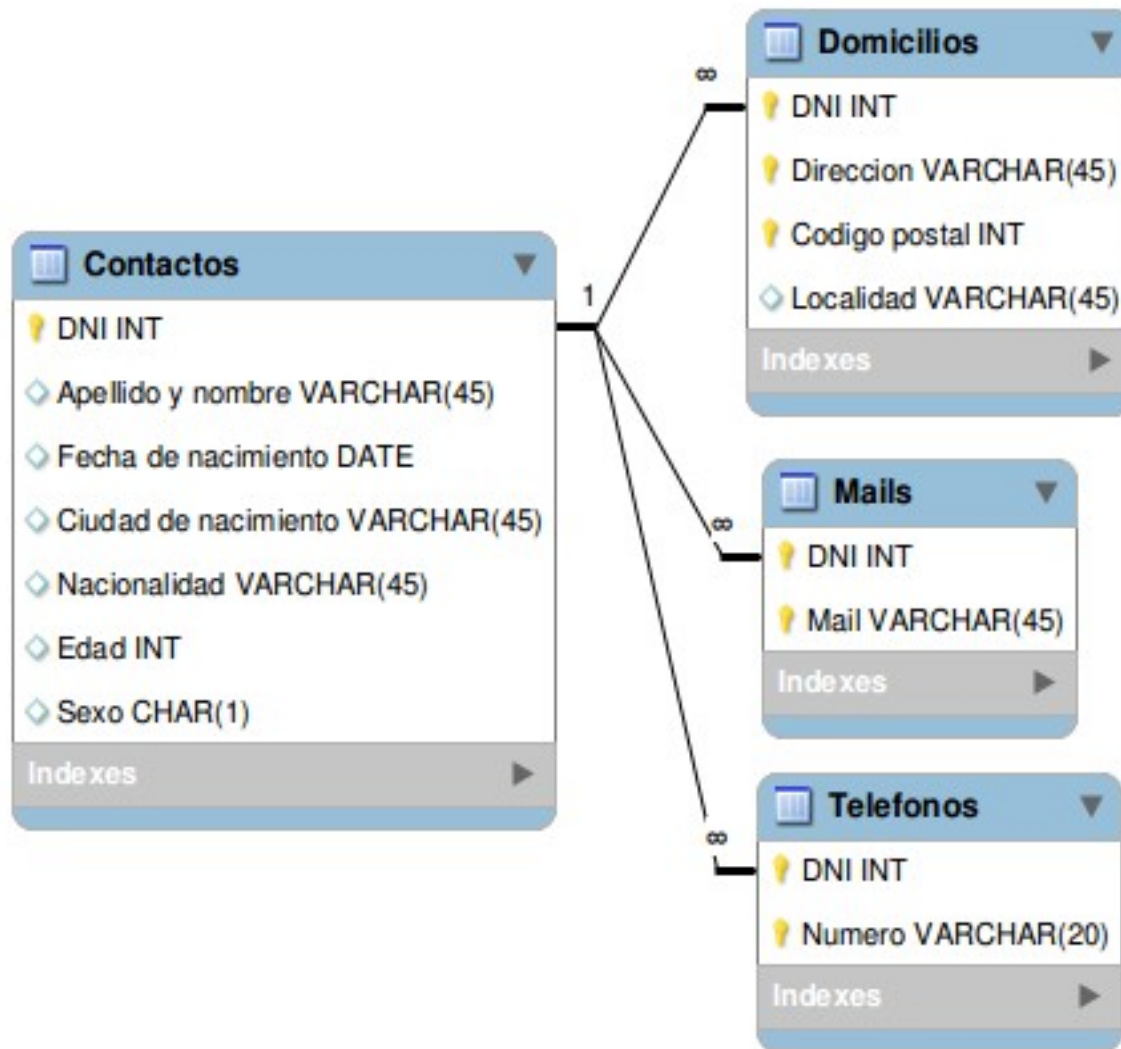 Contactos
DNI INT
Apellido y nombre VARCHAR(45)
Fecha de nacimiento DATE
Ciudad de nacimiento VARCHAR(45)
Nacionalidad VARCHAR(45)
Edad INT
Sexo CHAR(1)
Indexes
1
∞
Domicilios
DNI INT
Direccion VARCHAR(45)
Codigo postal INT
Localidad VARCHAR(45)
Indexes
∞
Mails
DNI INT
Mail VARCHAR(45)
Indexes
∞
Telefonos
DNI INT
Numero VARCHAR(20)
Indexes